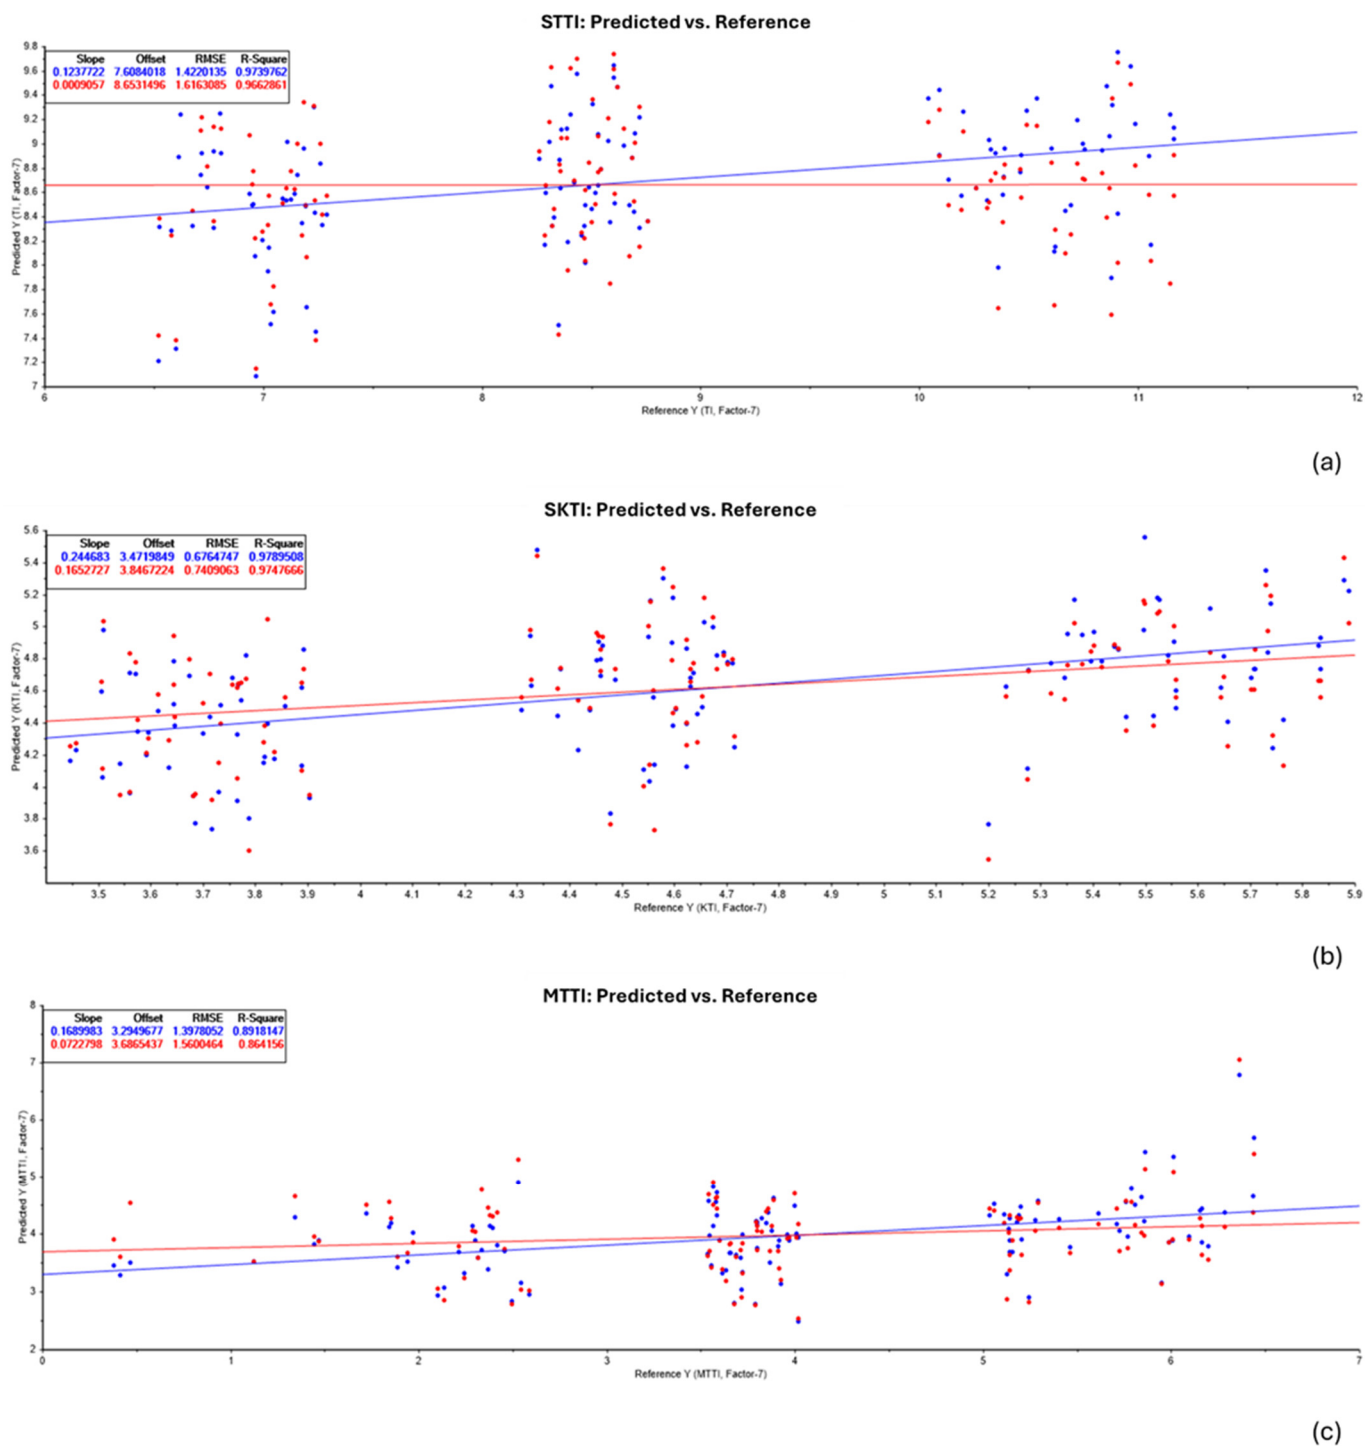 STTI: Predicted vs. Reference
Slope Offset RMSE R-Square
0.1237722 7.6084018 1.4220135 0.9739762
0.0009057 8.6531496 1.6163085 0.9662861
Predicted Y (TI, Factor-7)
9.8
9.6
9.4
9.2
9
8.8
8.6
8.4
8.2
8
7.8
7.6
7.4
7.2
7
6 7 8 9 10 11 12
Reference Y (TI, Factor-7)
(a)
SKTI: Predicted vs. Reference
Slope Offset RMSE R-Square
0.244683 3.4719849 0.6764747 0.9789508
0.1652727 3.8467224 0.7409063 0.9747666
Predicted Y (KTI, Factor-7)
5.6
5.4
5.2
5
4.8
4.6
4.4
4.2
4
3.8
3.6
3.5 3.6 3.7 3.8 3.9 4 4.1 4.2 4.3 4.4 4.5 4.6 4.7 4.8 4.9 5 5.1 5.2 5.3 5.4 5.5 5.6 5.7 5.8 5.9
Reference Y (KTI, Factor-7)
(b)
MTTI: Predicted vs. Reference
Slope Offset RMSE R-Square
0.1689983 3.2949677 1.3978052 0.8918147
0.0722798 3.6865437 1.5600464 0.864156
Predicted Y (MTTI, Factor-7)
8
7
6
5
4
3
2
0 1 2 3 4 5 6 7
Reference Y (MTTI, Factor-7)
(c)